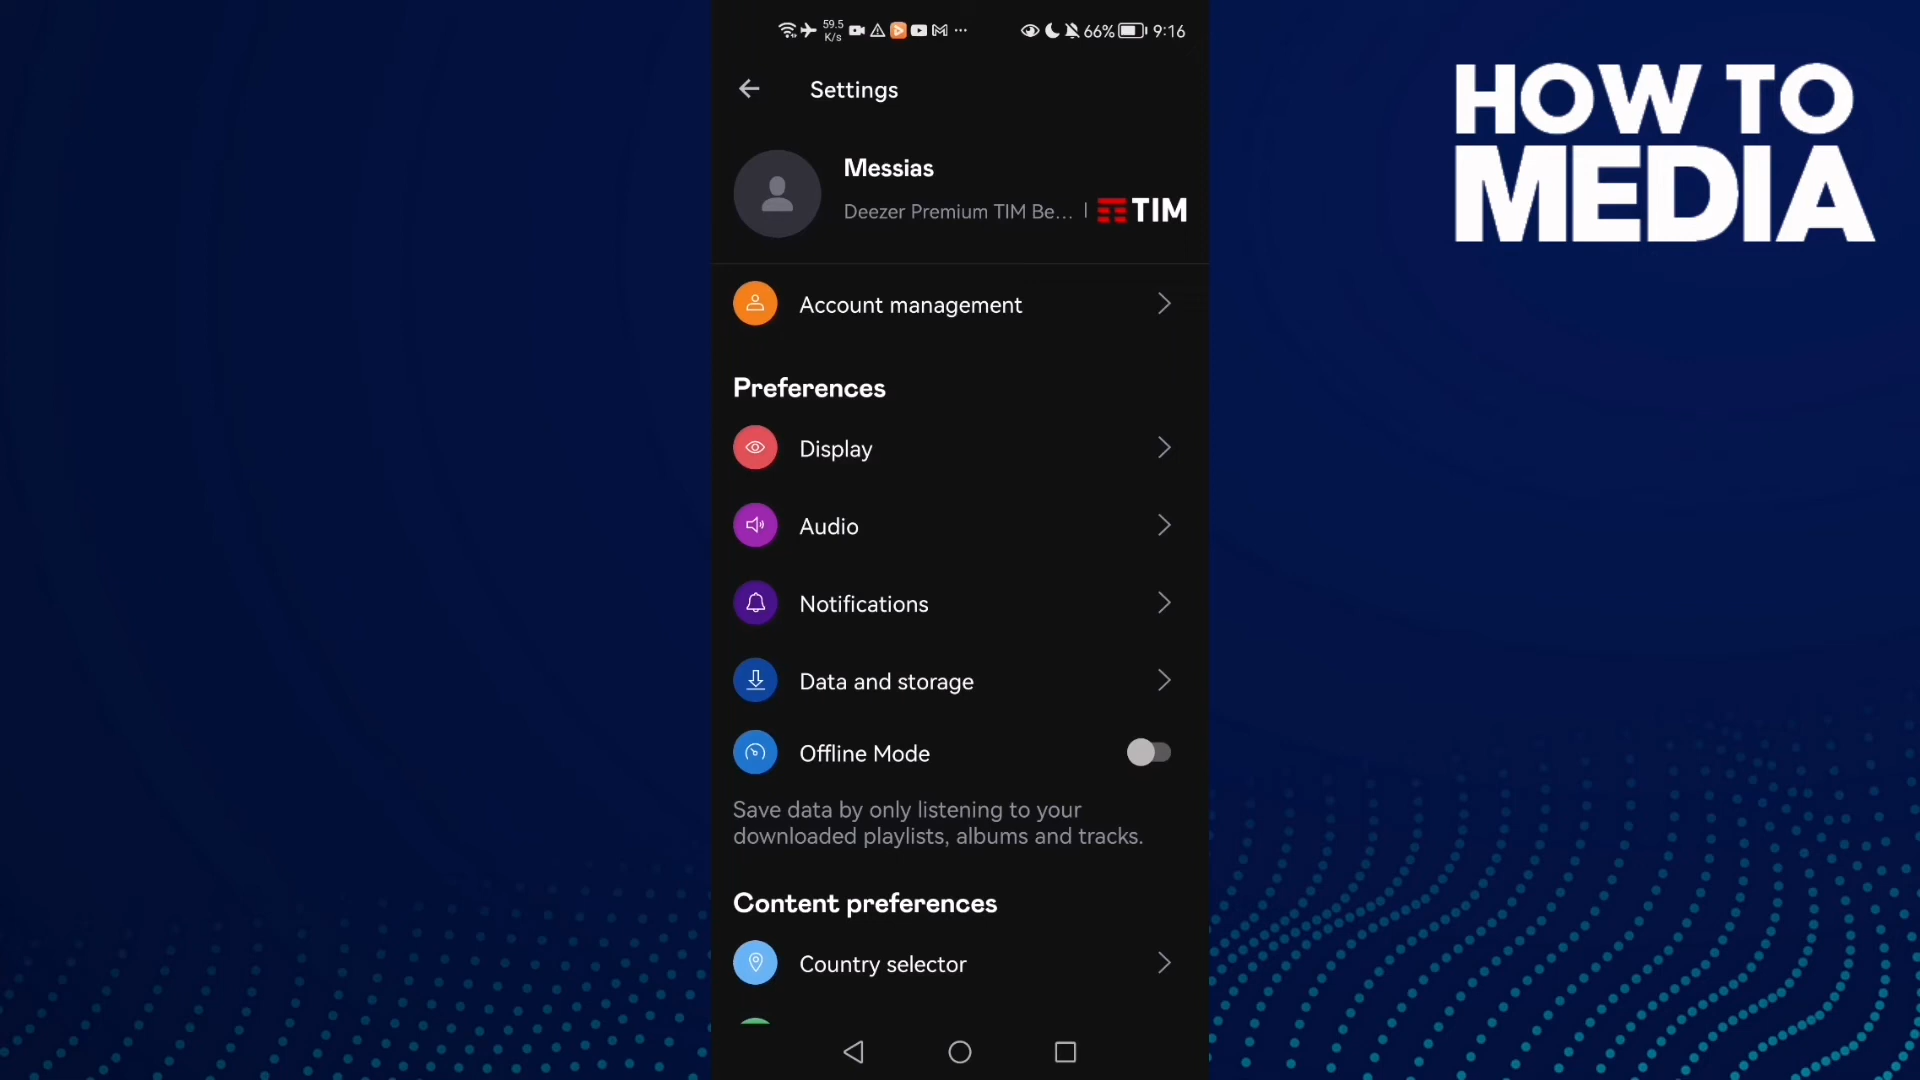 59.5
K/s
66%
9:16
Settings
HOW TO
MEDIA
Messias
Deezer Premium TIM Be... | TIM
Account management
Preferences
Display
Audio
Notifications
Data and storage
Offline Mode
Save data by only listening to your
downloaded playlists, albums and tracks.
Content preferences
Country selector